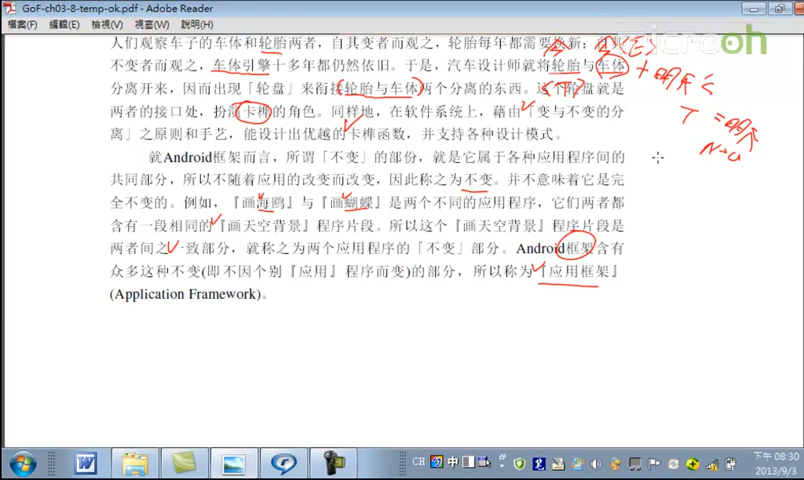 GoF-ch03-8-temp-ok.pdf - Adobe Reader
檔案(F) 編輯(E) 檢視(V) 視窗(W) 說明(H)
人们观察车子的车体和轮胎两者，自其变者而观之，轮胎每年都需要换新；自其
不变者而观之，车体引擎十多年都仍然依旧。于是，汽车设计师就将轮胎与车体
分离开来，因而出现「轮盘」来衔接轮胎与车体两个分离的东西。这个轮盘就是
两者的接口处，扮演卡榫的角色。同样地，在软件系统上，藉由「变与不变的分
离」之原则和手艺，能设计出优越的卡榫函数，并支持各种设计模式。
就Android框架而言，所谓「不变」的部份，就是它属于各种应用程序间的
共同部分，所以不随着应用的改变而改变，因此称之为不变。并不意味着它是完
全不变的。例如，『画海鸥』与『画蝴蝶』是两个不同的应用程序，它们两者都
含有一段相同的『画天空背景』程序片段。所以这个『画天空背景』程序片段是
两者间之一致部分，就称之为两个应用程序的「不变」部分。Android框架含有
众多这种不变(即不因个别『应用』程序而变)的部分，所以称为『应用框架』
(Application Framework)。
<E>
<T>
T
CH 中
下午 08:30
2013/9/3